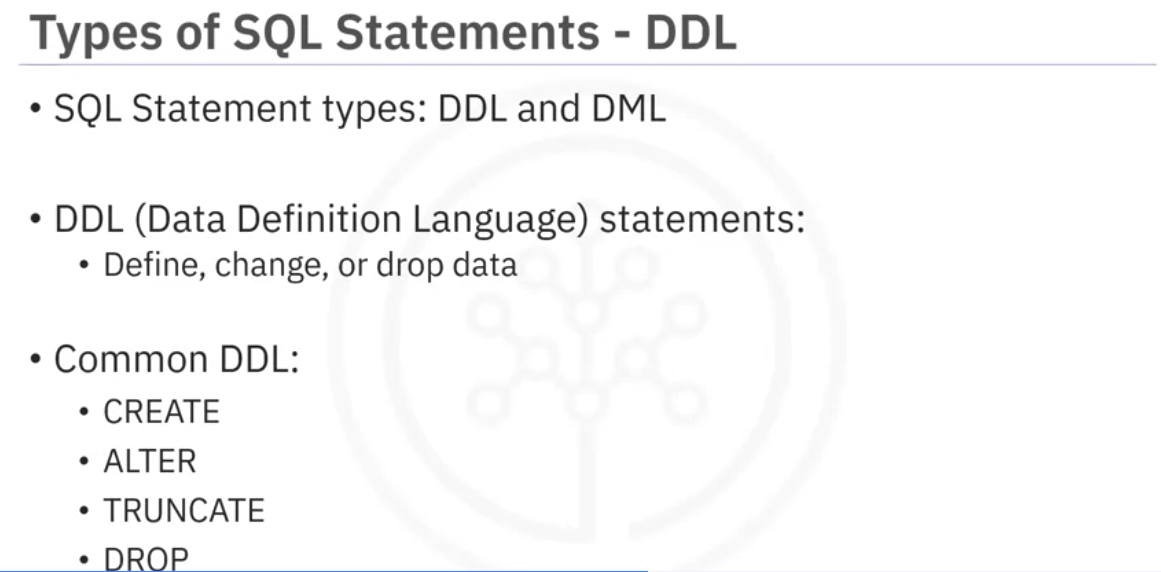 Types of SQL Statements - DDL
• SQL Statement types: DDL and DML
• DDL (Data Definition Language) statements:
• Define, change, or drop data
• Common DDL:
• CREATE
• ALTER
• TRUNCATE
• DROP